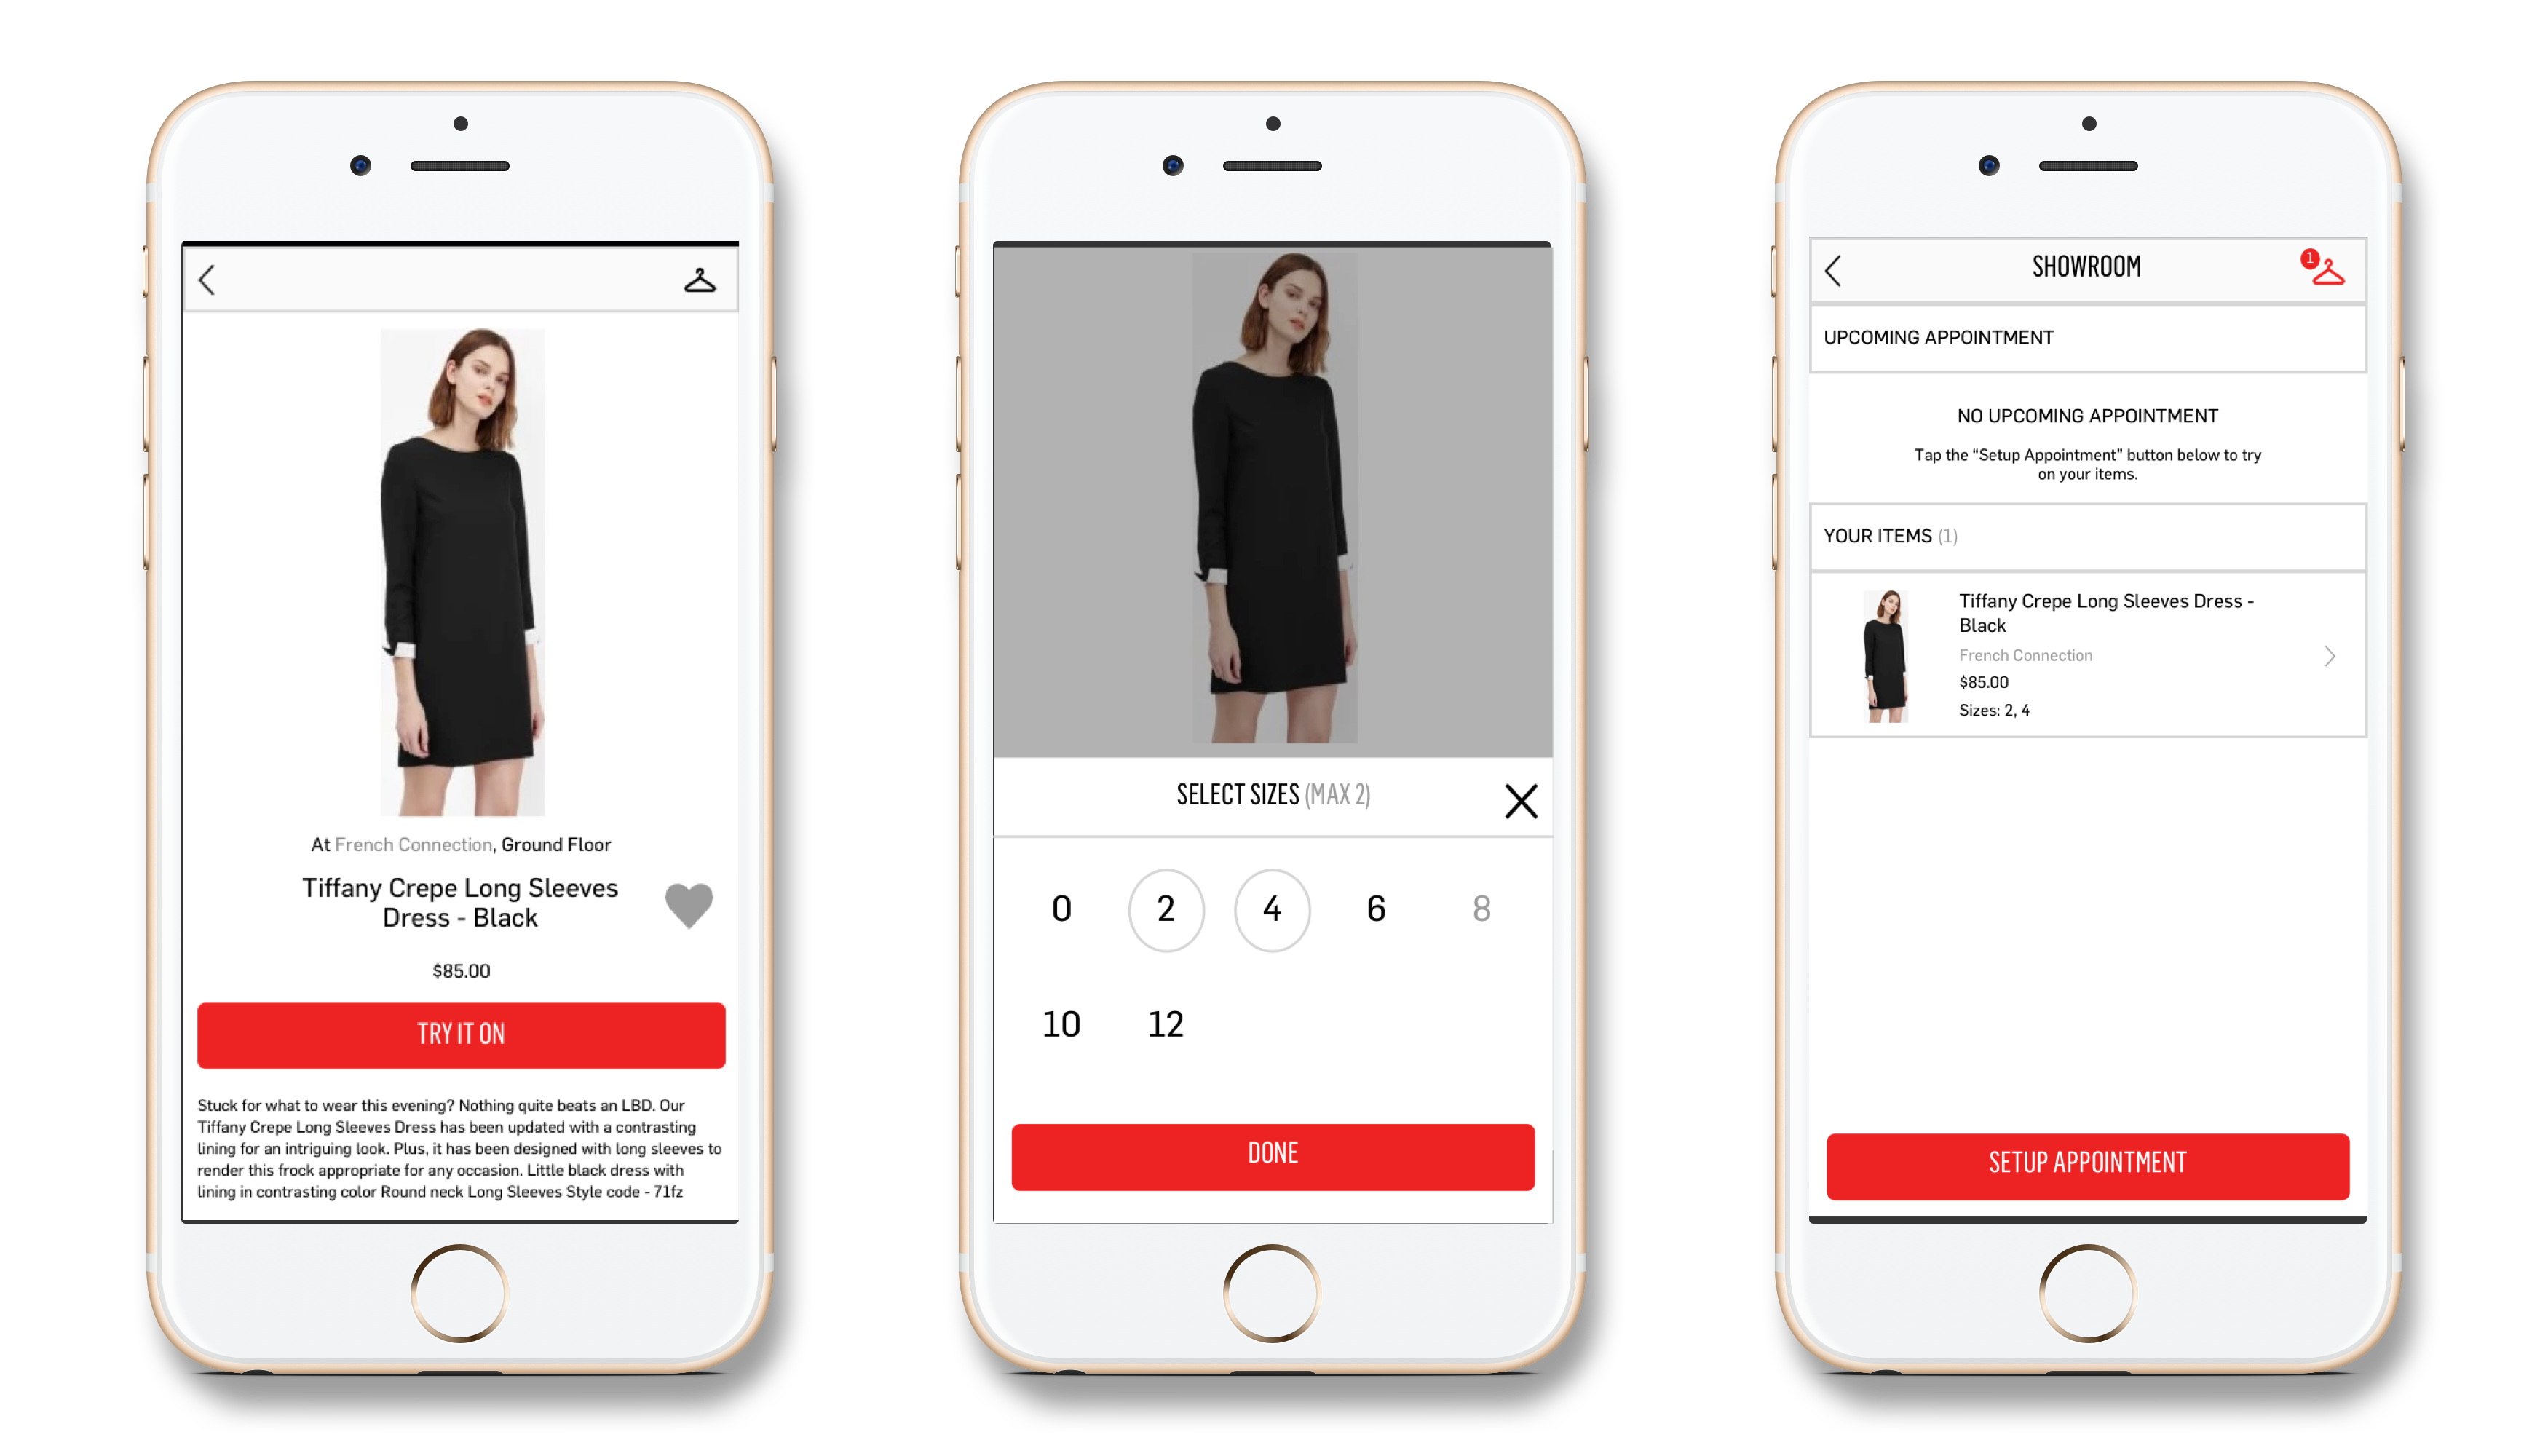 At French Connection, Ground Floor
Tiffany Crepe Long Sleeves
Dress - Black
$85.00
TRY IT ON
Stuck for what to wear this evening? Nothing quite beats an LBD. Our
Tiffany Crepe Long Sleeves Dress has been updated with a contrasting
lining for an intriguing look. Plus, it has been designed with long sleeves to
render this frock appropriate for any occasion. Little black dress with
lining in contrasting color Round neck Long Sleeves Style code - 71fz
SELECT SIZES (MAX 2)
0 2 4 6 8
10 12
DONE
SHOWROOM
1
UPCOMING APPOINTMENT
NO UPCOMING APPOINTMENT
Tap the “Setup Appointment” button below to try
on your items.
YOUR ITEMS (1)
Tiffany Crepe Long Sleeves Dress -
Black
French Connection
$85.00
Sizes: 2, 4
SETUP APPOINTMENT